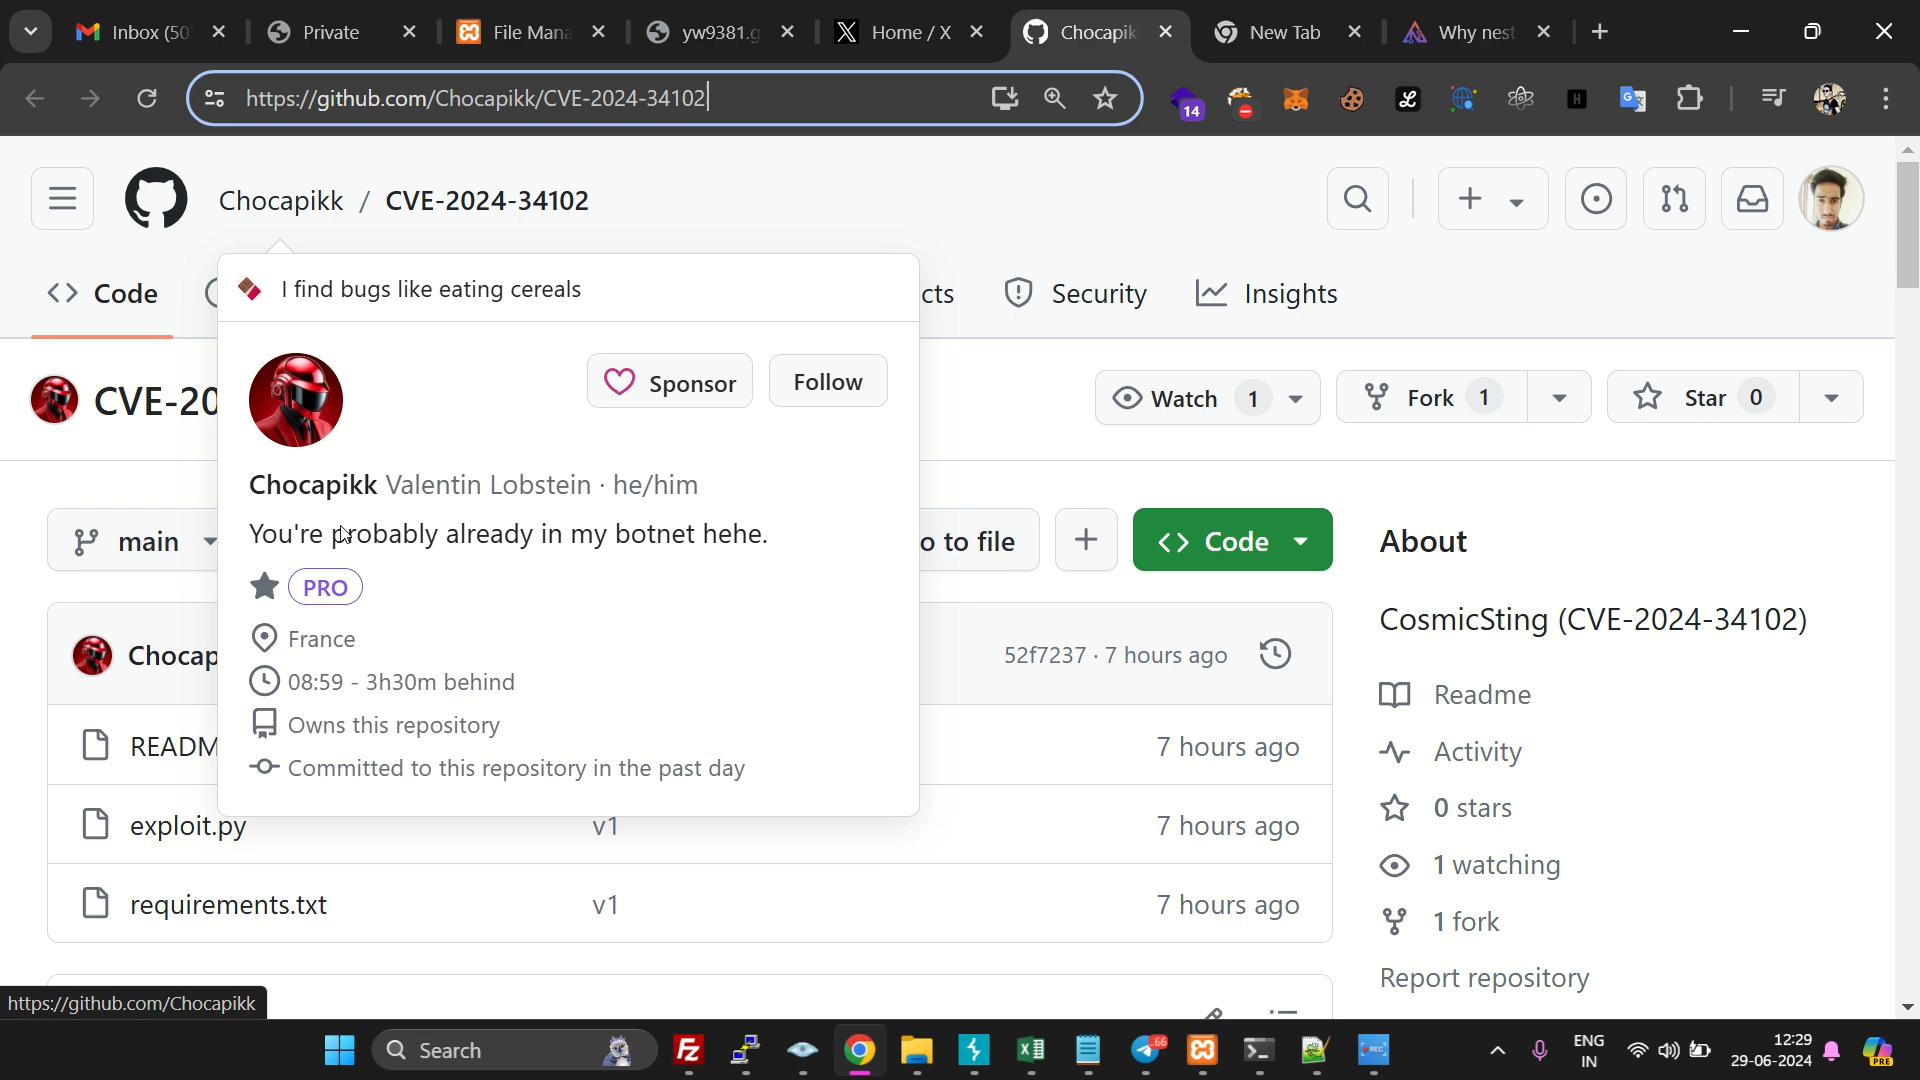 Inbox (50
Private
File Mana
yw9381.g
Home / X
Chocapik
New Tab
Why nest
https://github.com/Chocapikk/CVE-2024-34102
14
Chocapikk / CVE-2024-34102
Code
cts
Security
Insights
I find bugs like eating cereals
CVE-20
Sponsor
Follow
Watch 1
Fork 1
Star 0
Chocapikk Valentin Lobstein · he/him
You're probably already in my botnet hehe.
PRO
France
08:59 - 3h30m behind
Owns this repository
Committed to this repository in the past day
main
o to file
Code
About
Chocap
52f7237 · 7 hours ago
CosmicSting (CVE-2024-34102)
READM
7 hours ago
exploit.py
v1
7 hours ago
requirements.txt
v1
7 hours ago
Readme
Activity
0 stars
1 watching
1 fork
Report repository
https://github.com/Chocapikk
Search
66
REC
ENG
IN
12:29
29-06-2024
PRE